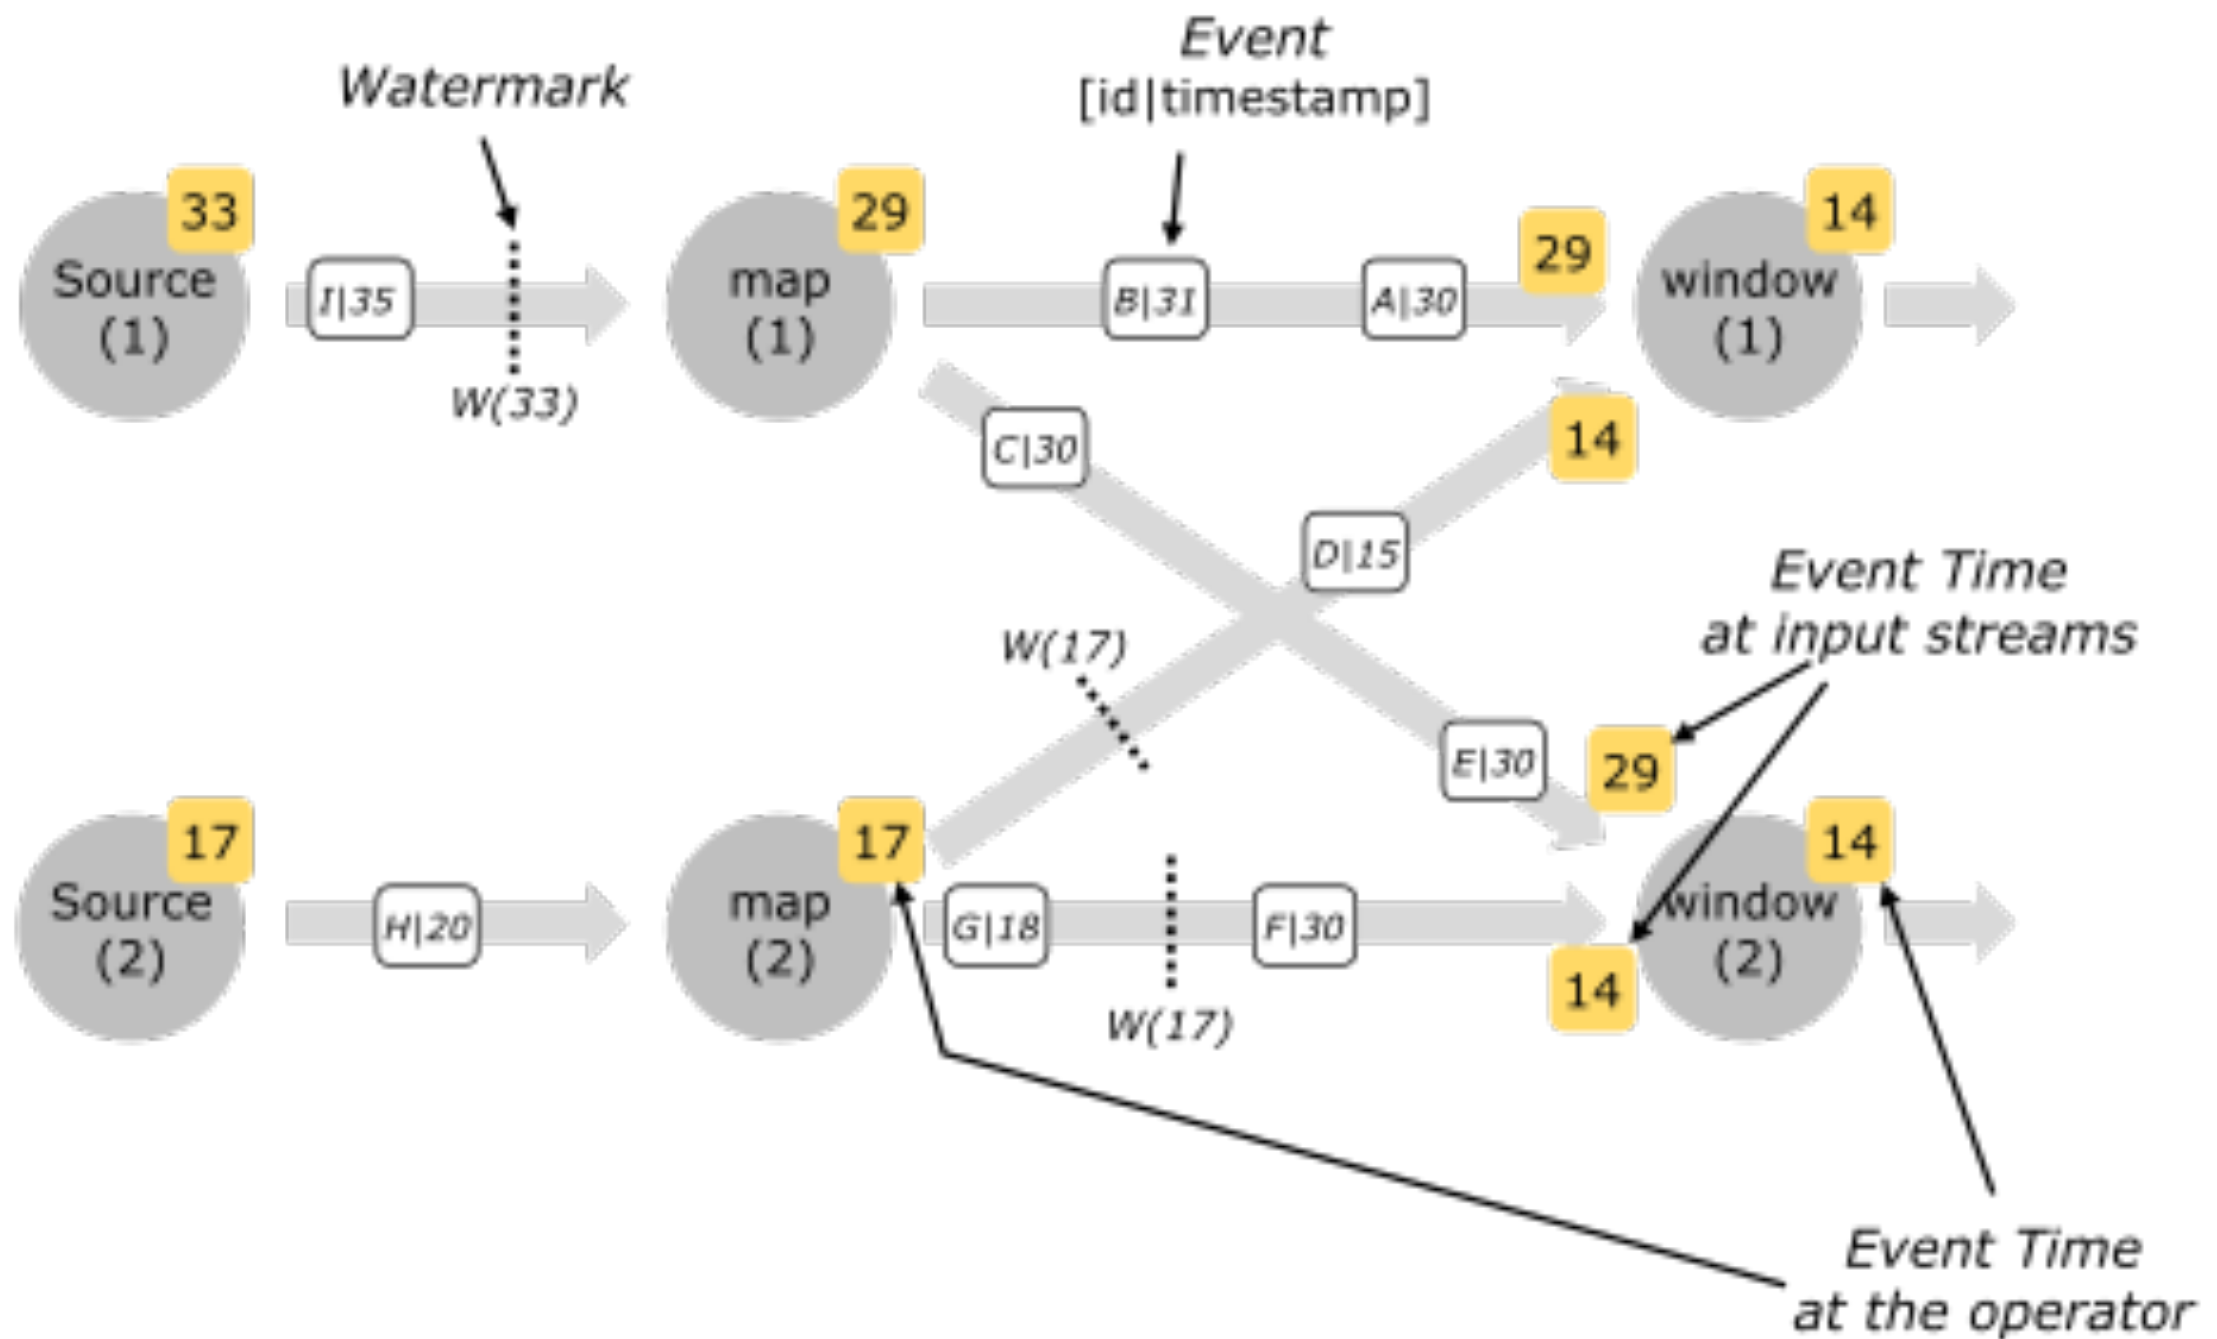 Event
Watermark
[id|timestamp]
33
29
29
14
Source
(1)
I|35
map
(1)
B|31
A|30
window
(1)
W(33)
C|30
14
D|15
Event Time
at input streams
W(17)
E|30
29
17
17
14
Source
(2)
H|20
map
(2)
G|18
F|30
window
(2)
14
W(17)
Event Time
at the operator